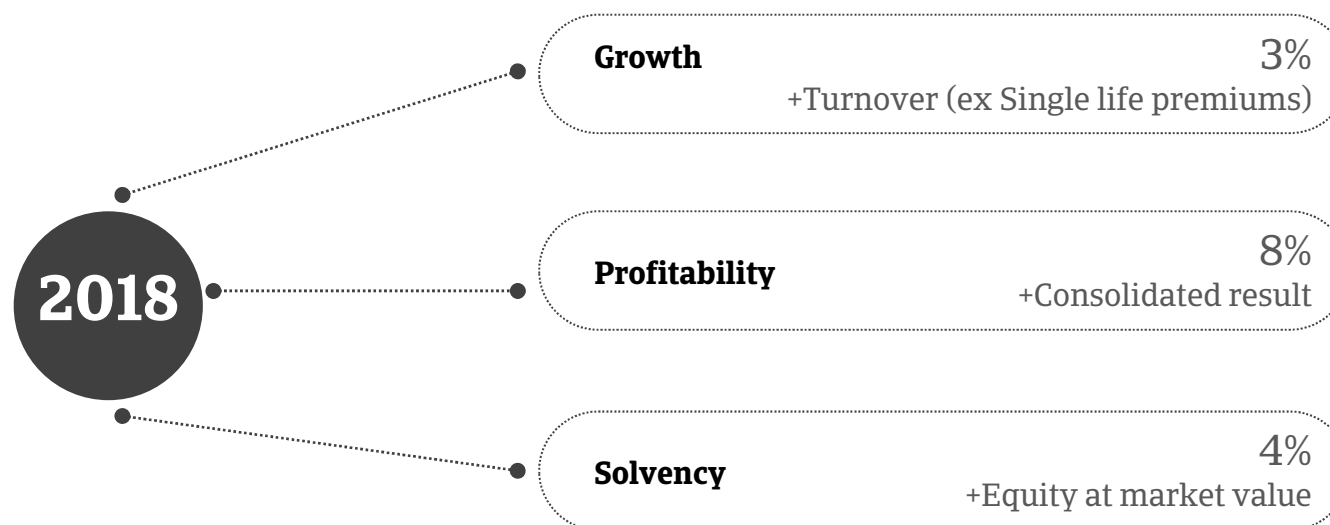 2018
Growth
3%
+Turnover (ex Single life premiums)
Profitability
8%
+Consolidated result
Solvency
4%
+Equity at market value